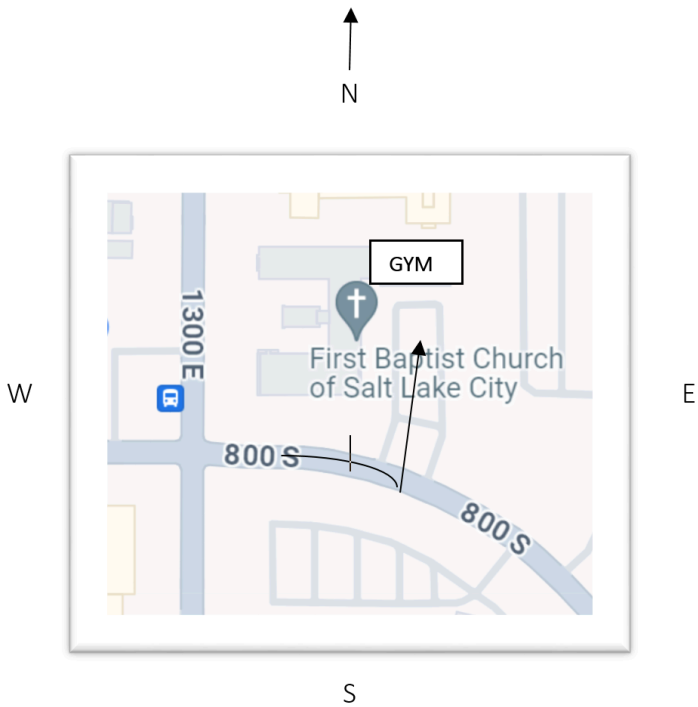 N
GYM
1300 E
First Baptist Church
of Salt Lake City
W
E
800 S
800 S
S